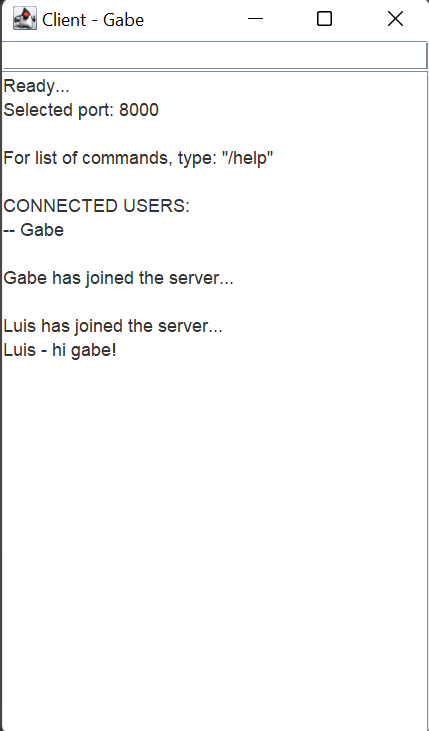 Client - Gabe
Ready...
Selected port: 8000
For list of commands, type: "/help"
CONNECTED USERS:
-- Gabe
Gabe has joined the server...
Luis has joined the server...
Luis - hi gabe!